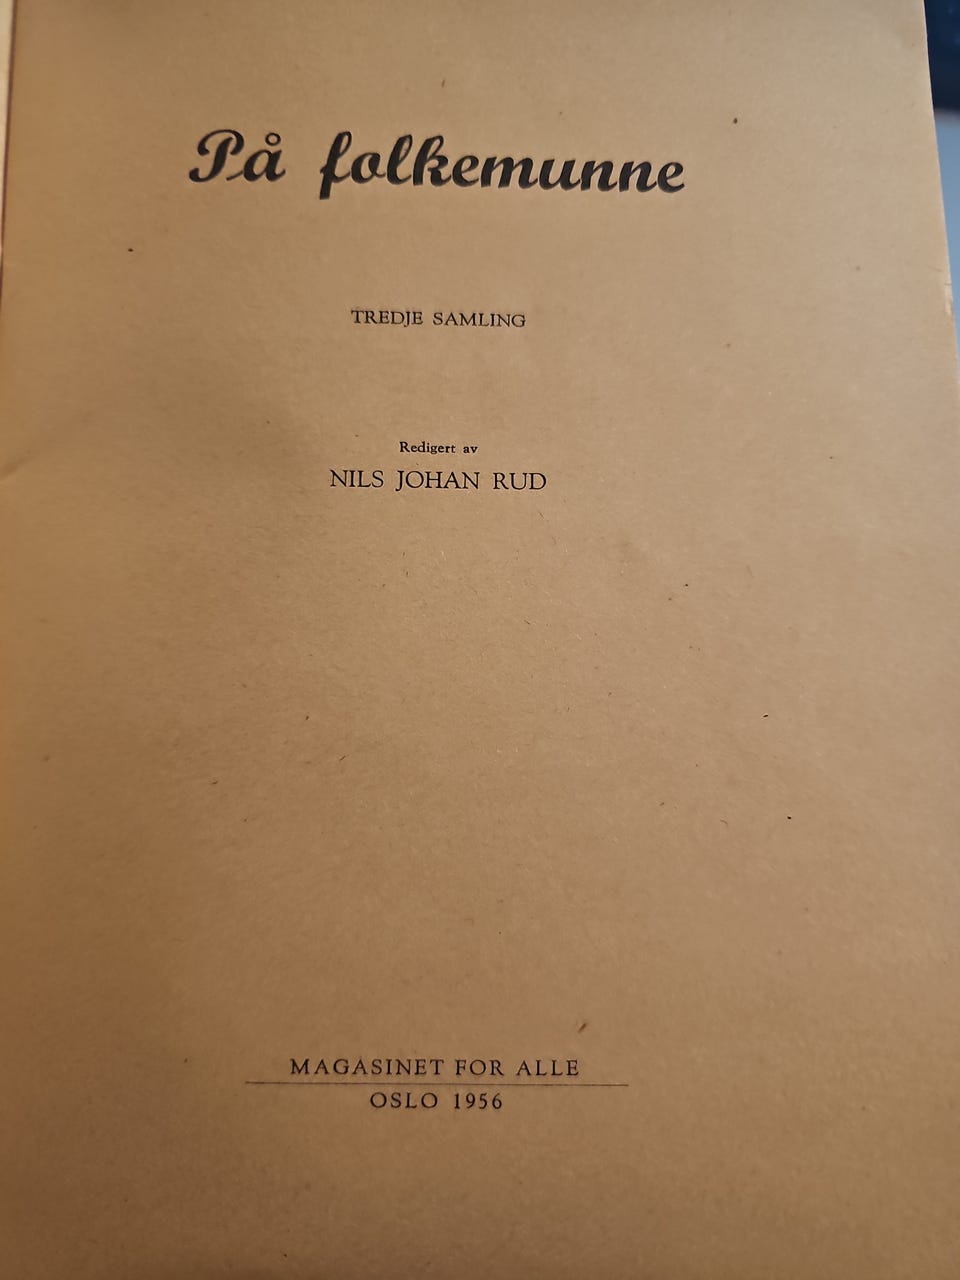 På folkemunne
TREDJE SAMLING
Redigert av
NILS JOHAN RUD
MAGASINET FOR ALLE
OSLO 1956